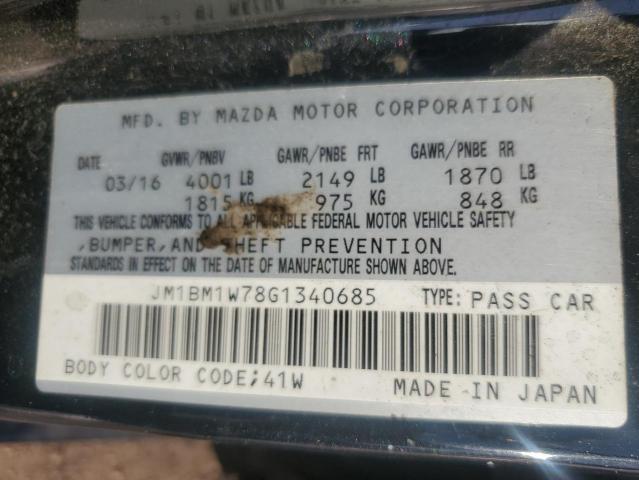 MFD. BY MAZDA MOTOR CORPORATION
DATE GVWR/PNBV GAWR/PNBE FRT GAWR/PNBE RR
03/16 4001 LB 2149 LB 1870 LB
1815 KG 975 KG 848 KG
THIS VEHICLE CONFORMS TO ALL APPLICABLE FEDERAL MOTOR VEHICLE SAFETY
,BUMPER,AND THEFT PREVENTION
STANDARDS IN EFFECT ON THE DATE OF MANUFACTURE SHOWN ABOVE.
JM1BM1W78G1340685 TYPE: PASS CAR
BODY COLOR CODE;41W
MADE IN JAPAN